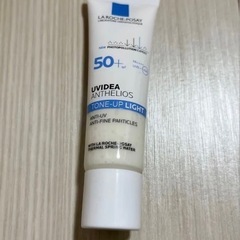 LA ROCHE-POSAY
50+
UVIDEA
ANTHELIOS
TONE-UP LIGHT
ANTI-UV
ANTI-FINE PARTICLES
WITH LA ROCHE-POSAY
THERMAL SPRING WATER